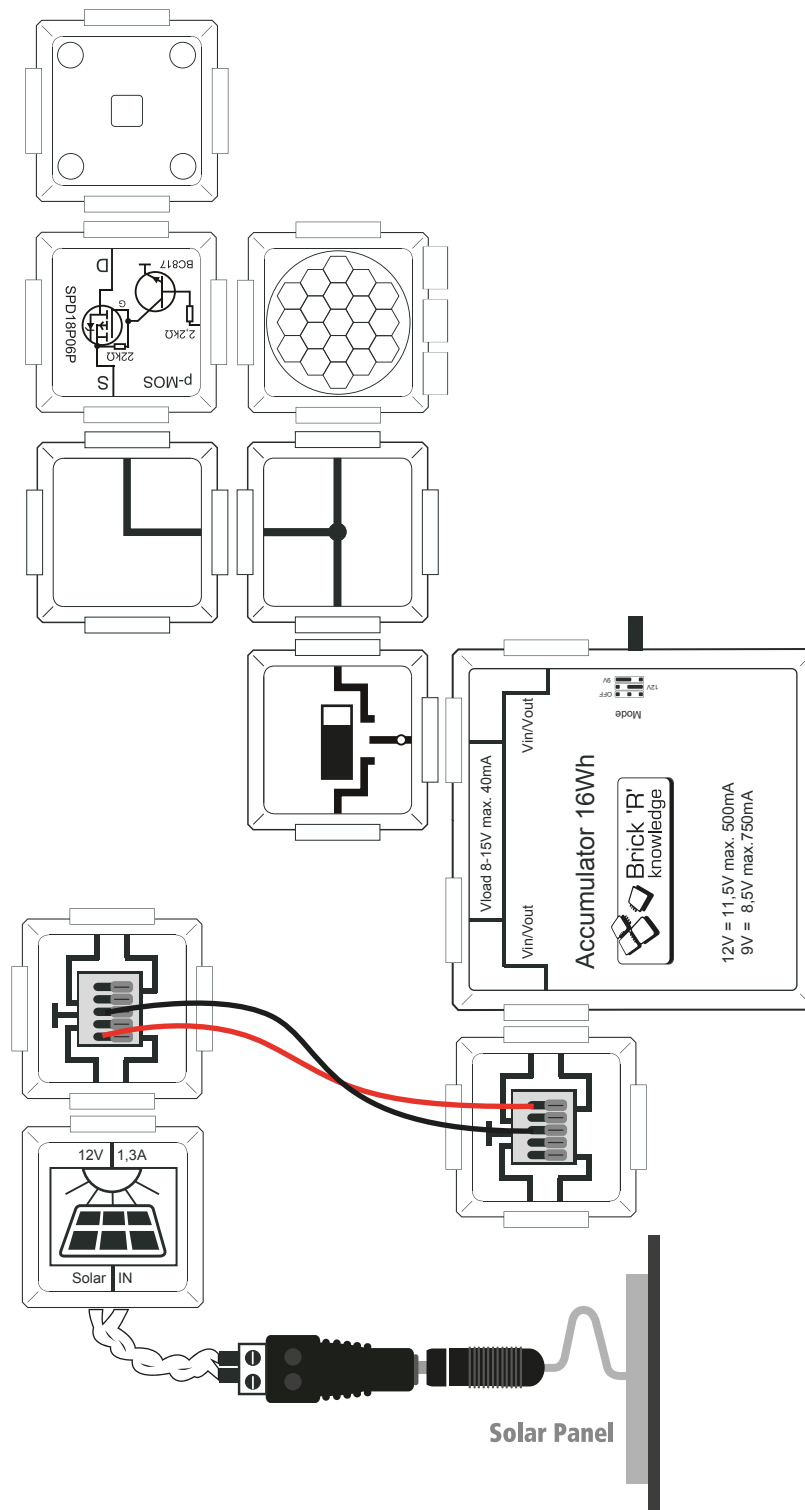 D
BC817
SPD18P06P
G
22kΩ
2,2kΩ
S
p-MOS
Vload 8-15V max. 40mA
Vin/Vout
Vin/Vout
9V
12V
OFF
Mode
Accumulator 16Wh
Brick 'R'
knowledge
12V = 11,5V max. 500mA
9V = 8,5V max.750mA
12V 1,3A
Solar IN
Solar Panel